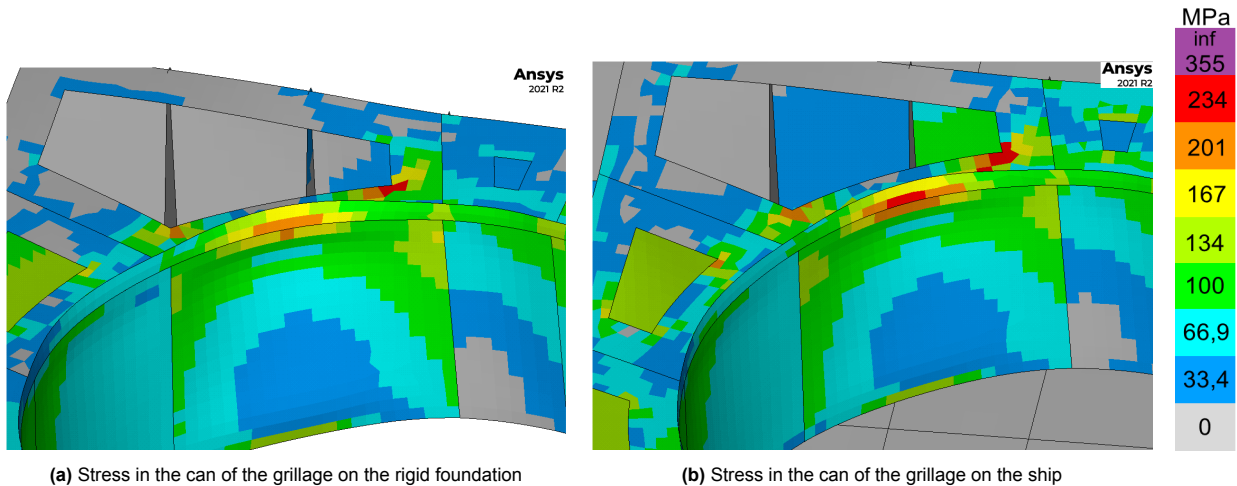 Ansys
2021 R2
Ansys
2021 R2
MPa
inf
355
234
201
167
134
100
66,9
33,4
0
(a) Stress in the can of the grillage on the rigid foundation
(b) Stress in the can of the grillage on the ship